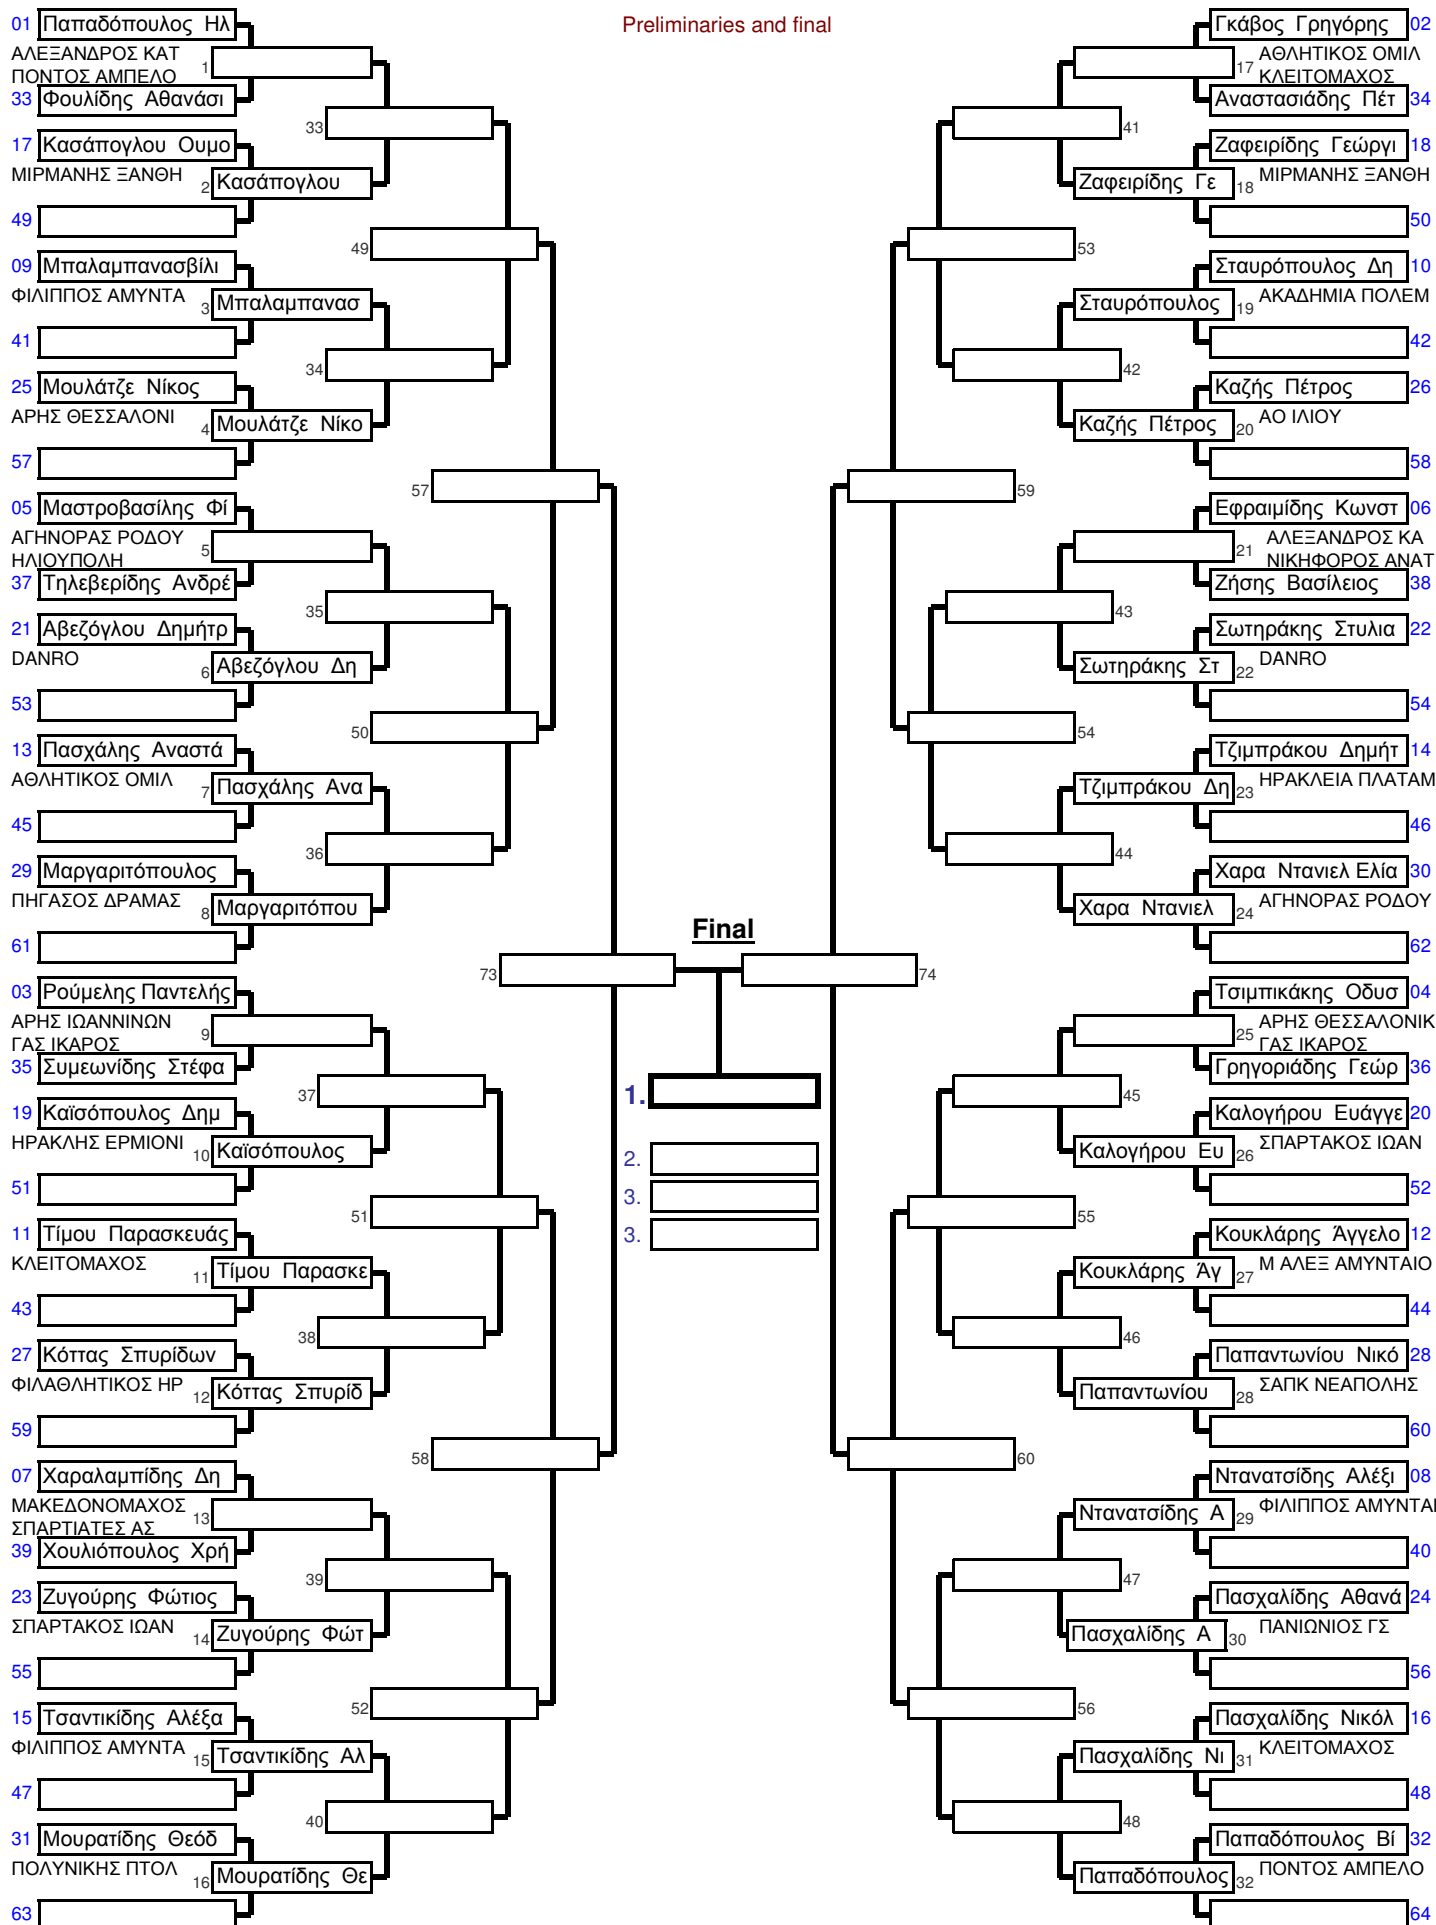 Preliminaries and final
01 Παπαδόπουλος Ηλ
ΑΛΕΞΑΝΔΡΟΣ ΚΑΤ
1
ΠΟΝΤΟΣ ΑΜΠΕΛΟ
33 Φουλίδης Αθανάσι
33
17 Κασάπογλου Ουμο
ΜΙΡΜΑΝΗΣ ΞΑΝΘΗ
2 Κασάπογλου
49
49
09 Μπαλαμπανασβίλι
ΦΙΛΙΠΠΟΣ ΑΜΥΝΤΑ
3 Μπαλαμπανασ
41
34
25 Μουλάτζε Νίκος
ΑΡΗΣ ΘΕΣΣΑΛΟΝΙ
4 Μουλάτζε Νίκο
57
57
05 Μαστροβασίλης Φί
ΑΓΗΝΟΡΑΣ ΡΟΔΟΥ
5
ΗΛΙΟΥΠΟΛΗ
37 Τηλεβερίδης Ανδρέ
35
21 Αβεζόγλου Δημήτρ
DANRO
6 Αβεζόγλου Δη
53
50
13 Πασχάλης Αναστά
ΑΘΛΗΤΙΚΟΣ ΟΜΙΛ
7 Πασχάλης Ανα
45
36
29 Μαργαριτόπουλος
ΠΗΓΑΣΟΣ ΔΡΑΜΑΣ
8 Μαργαριτόπου
61
73
03 Ρούμελης Παντελής
ΑΡΗΣ ΙΩΑΝΝΙΝΩΝ
9
ΓΑΣ ΙΚΑΡΟΣ
35 Συμεωνίδης Στέφα
37
19 Καϊσόπουλος Δημ
ΗΡΑΚΛΗΣ ΕΡΜΙΟΝΙ
10 Καϊσόπουλος
51
51
11 Τίμου Παρασκευάς
ΚΛΕΙΤΟΜΑΧΟΣ
11 Τίμου Παρασκε
43
38
27 Κόττας Σπυρίδων
ΦΙΛΑΘΛΗΤΙΚΟΣ ΗΡ
12 Κόττας Σπυρίδ
59
58
07 Χαραλαμπίδης Δη
ΜΑΚΕΔΟΝΟΜΑΧΟΣ
13
ΣΠΑΡΤΙΑΤΕΣ ΑΣ
39 Χουλιόπουλος Χρή
39
23 Ζυγούρης Φώτιος
ΣΠΑΡΤΑΚΟΣ ΙΩΑΝ
14 Ζυγούρης Φώτ
55
52
15 Τσαντικίδης Αλέξα
ΦΙΛΙΠΠΟΣ ΑΜΥΝΤΑ
15 Τσαντικίδης Αλ
47
40
31 Μουρατίδης Θεόδ
ΠΟΛΥΝΙΚΗΣ ΠΤΟΛ
16 Μουρατίδης Θε
63
Final
1.
2.
3.
3.
Γκάβος Γρηγόρης 02
17 ΑΘΛΗΤΙΚΟΣ ΟΜΙΛ
ΚΛΕΙΤΟΜΑΧΟΣ
Αναστασιάδης Πέτ 34
41
Ζαφειρίδης Γεώργι 18
Ζαφειρίδης Γε 18 ΜΙΡΜΑΝΗΣ ΞΑΝΘΗ
50
53
Σταυρόπουλος Δη 10
Σταυρόπουλος 19 ΑΚΑΔΗΜΙΑ ΠΟΛΕΜ
42
42
Καζής Πέτρος 26
Καζής Πέτρος 20 ΑΟ ΙΛΙΟΥ
58
59
Εφραιμίδης Κωνστ 06
21 ΑΛΕΞΑΝΔΡΟΣ ΚΑ
ΝΙΚΗΦΟΡΟΣ ΑΝΑΤ
Ζήσης Βασίλειος 38
43
Σωτηράκης Στυλια 22
Σωτηράκης Στ 22 DANRO
54
54
Τζιμπράκου Δημήτ 14
Τζιμπράκου Δη 23 ΗΡΑΚΛΕΙΑ ΠΛΑΤΑΜ
46
44
Χαρα Ντανιελ Ελία 30
Χαρα Ντανιελ 24 ΑΓΗΝΟΡΑΣ ΡΟΔΟΥ
62
74
Τσιμπικάκης Οδυσ 04
25 ΑΡΗΣ ΘΕΣΣΑΛΟΝΙΚ
ΓΑΣ ΙΚΑΡΟΣ
Γρηγοριάδης Γεώρ 36
45
Καλογήρου Ευάγγε 20
Καλογήρου Ευ 26 ΣΠΑΡΤΑΚΟΣ ΙΩΑΝ
52
55
Κουκλάρης Άγγελο 12
Κουκλάρης Άγ 27 Μ ΑΛΕΞ ΑΜΥΝΤΑΙΟ
44
46
Παπαντωνίου Νικό 28
Παπαντωνίου 28 ΣΑΠΚ ΝΕΑΠΟΛΗΣ
60
60
Ντανατσίδης Αλέξι 08
Ντανατσίδης Α 29 ΦΙΛΙΠΠΟΣ ΑΜΥΝΤΑΙ
40
47
Πασχαλίδης Αθανά 24
Πασχαλίδης Α 30 ΠΑΝΙΩΝΙΟΣ ΓΣ
56
56
Πασχαλίδης Νικόλ 16
Πασχαλίδης Νι 31 ΚΛΕΙΤΟΜΑΧΟΣ
48
48
Παπαδόπουλος Βί 32
Παπαδόπουλος 32 ΠΟΝΤΟΣ ΑΜΠΕΛΟ
64